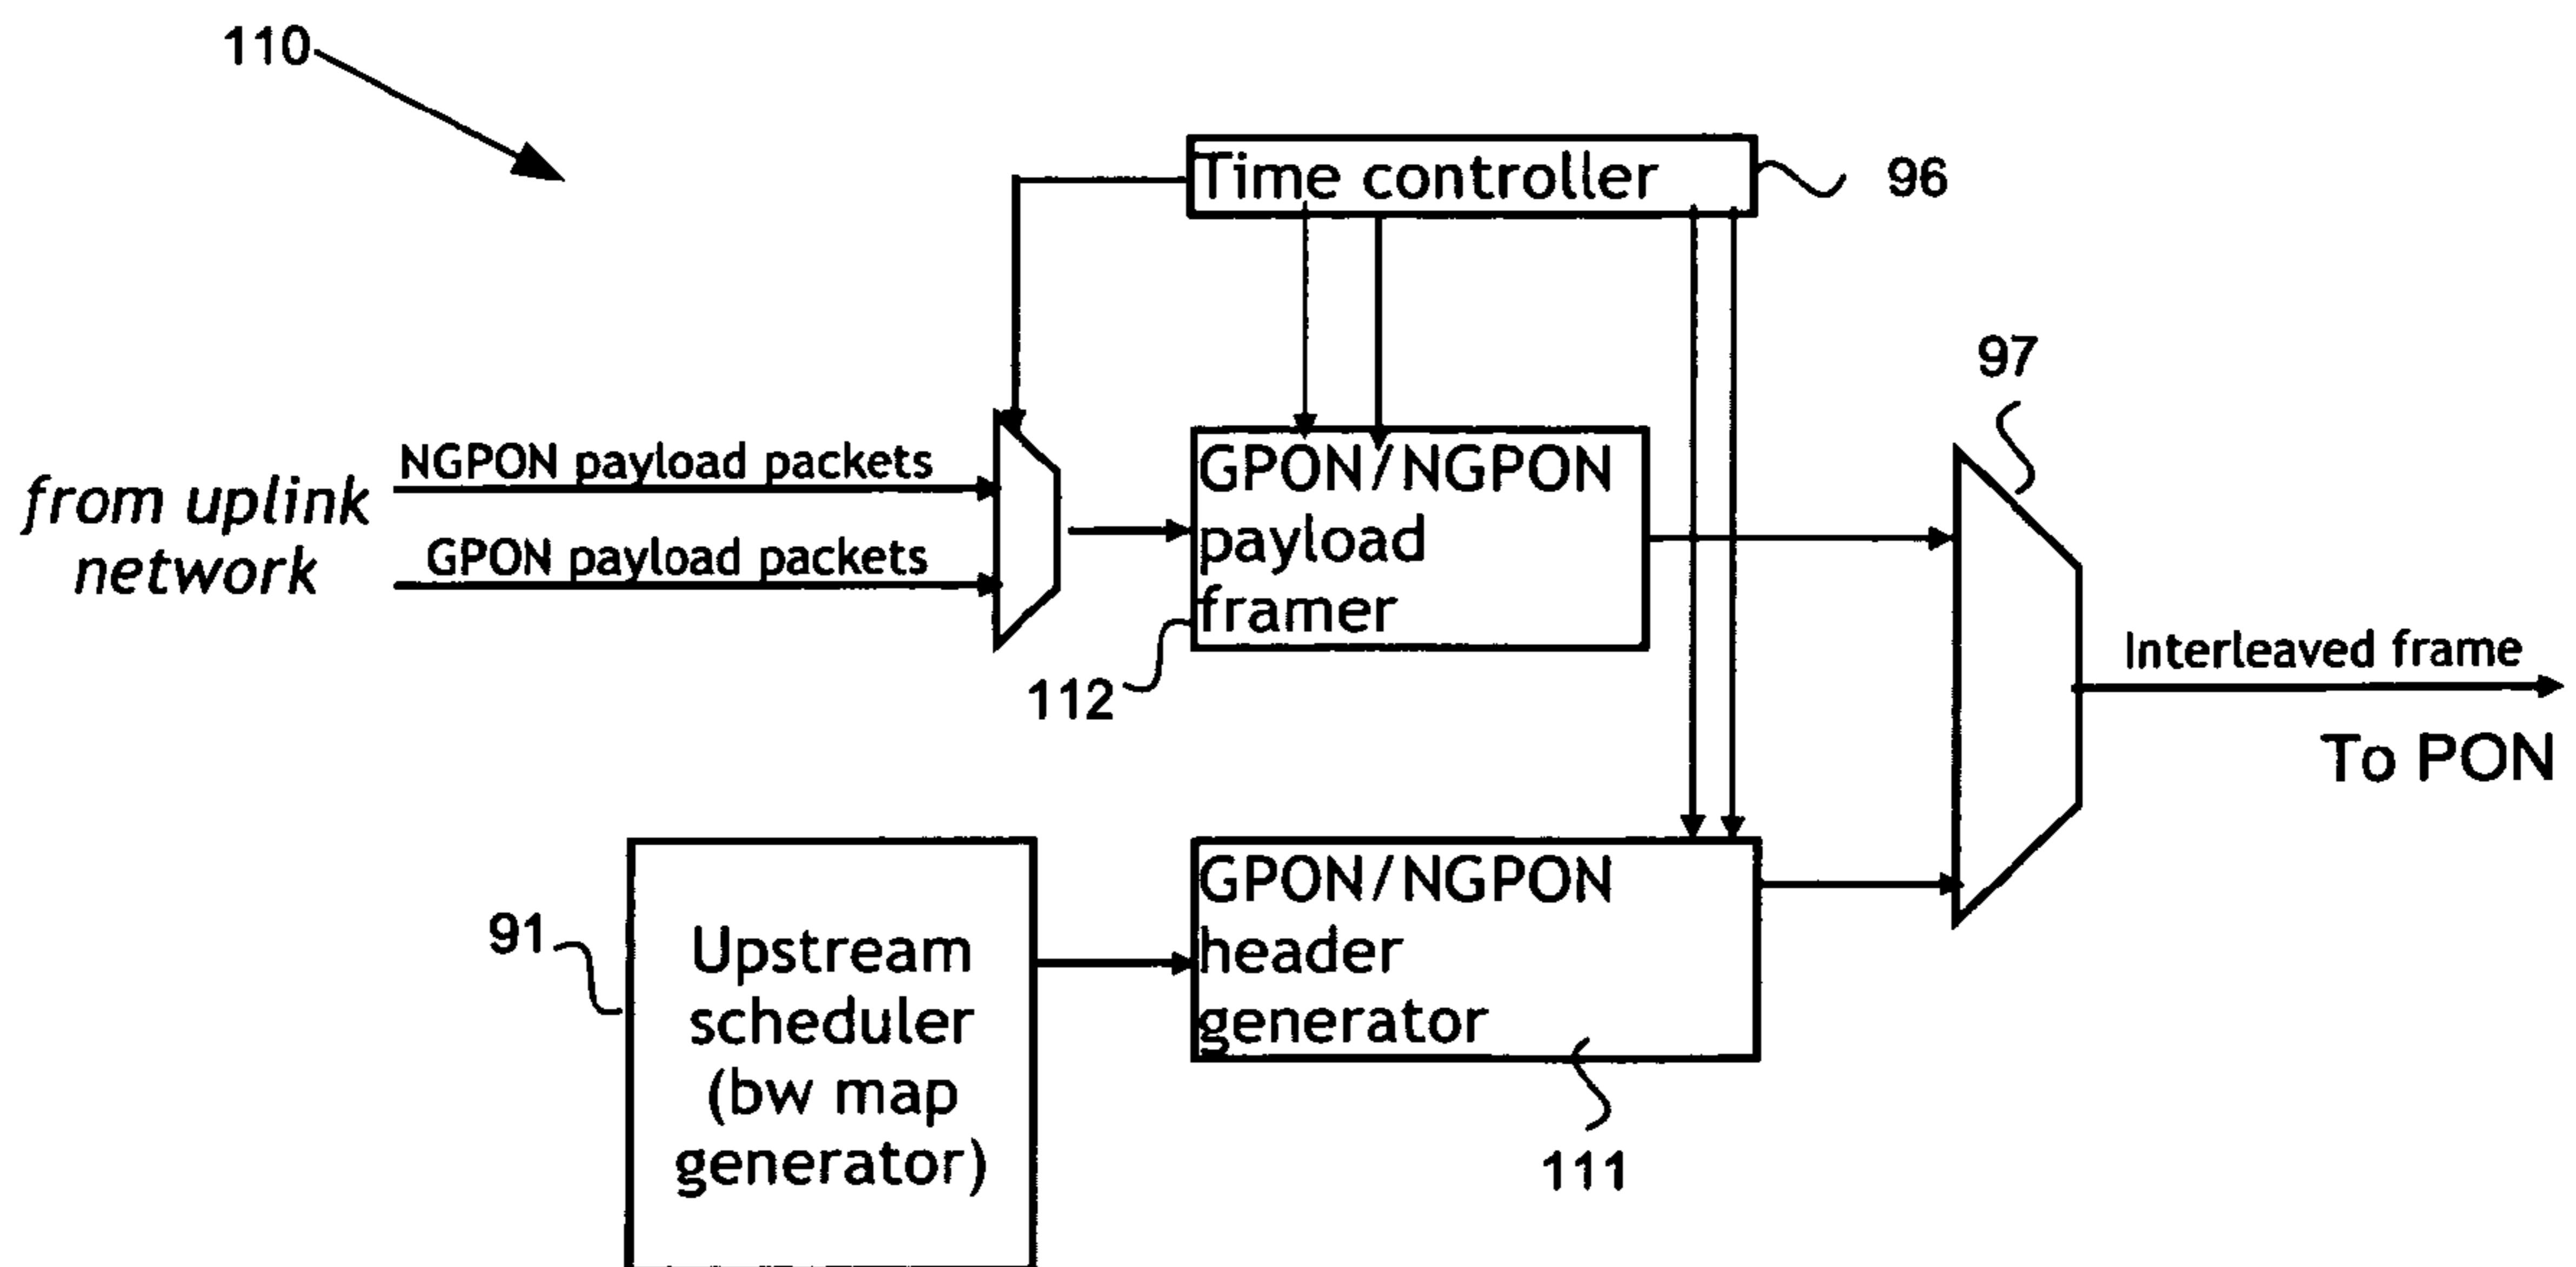 110
Time controller
96
97
from uplink
network
NGPON payload packets
GPON payload packets
GPON/NGPON
payload
framer
112
Interleaved frame
To PON
91
Upstream
scheduler
(bw map
generator)
GPON/NGPON
header
generator
111